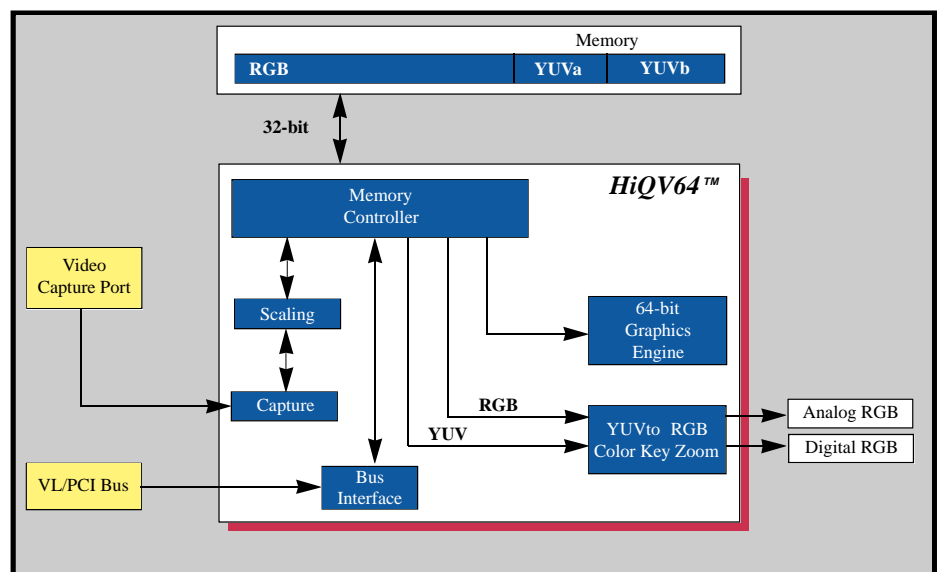 Memory
RGB YUVa YUVb
32-bit
HiQV64™
Memory
Controller
Video
Capture Port
Scaling
64-bit
Graphics
Engine
Capture
RGB
YUV
YUVto RGB
Color Key Zoom
Analog RGB
Digital RGB
VL/PCI Bus
Bus
Interface